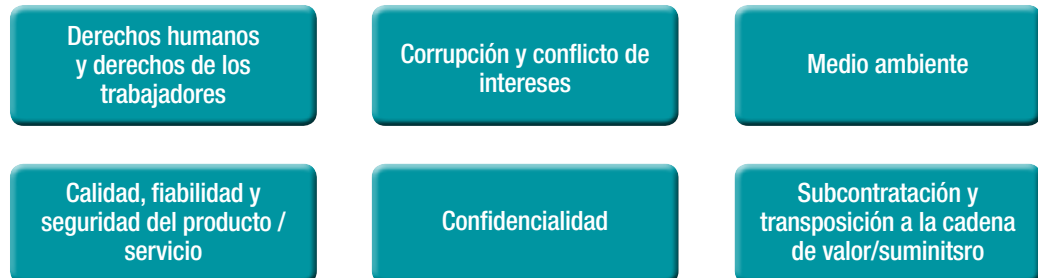 Derechos humanos
y derechos de los
trabajadores
Corrupción y conflicto de
intereses
Medio ambiente
Calidad, fiabilidad y
seguridad del producto /
servicio
Confidencialidad
Subcontratación y
transposición a la cadena
de valor/suminitsro